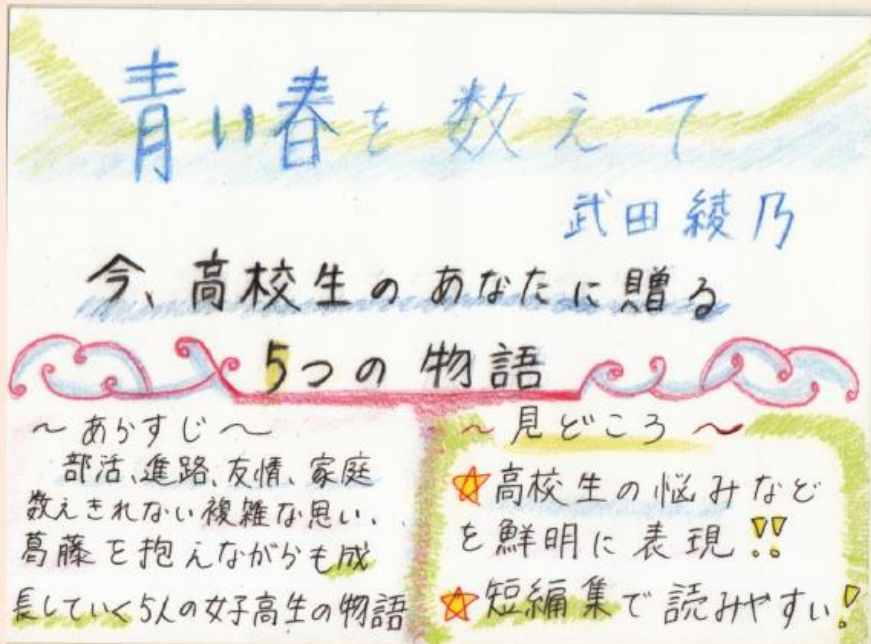 青い春を数えて
武田綾乃
今、高校生のあなたに贈る
5つの物語
～あらすじ～
部活、進路、友情、家庭
数えきれない複雑な思い、
葛藤を抱えながらも成
長していく5人の女子高生の物語
～見どころ～
☆高校生の悩みなど
を鮮明に表現!!
☆短編集で読みやすい!